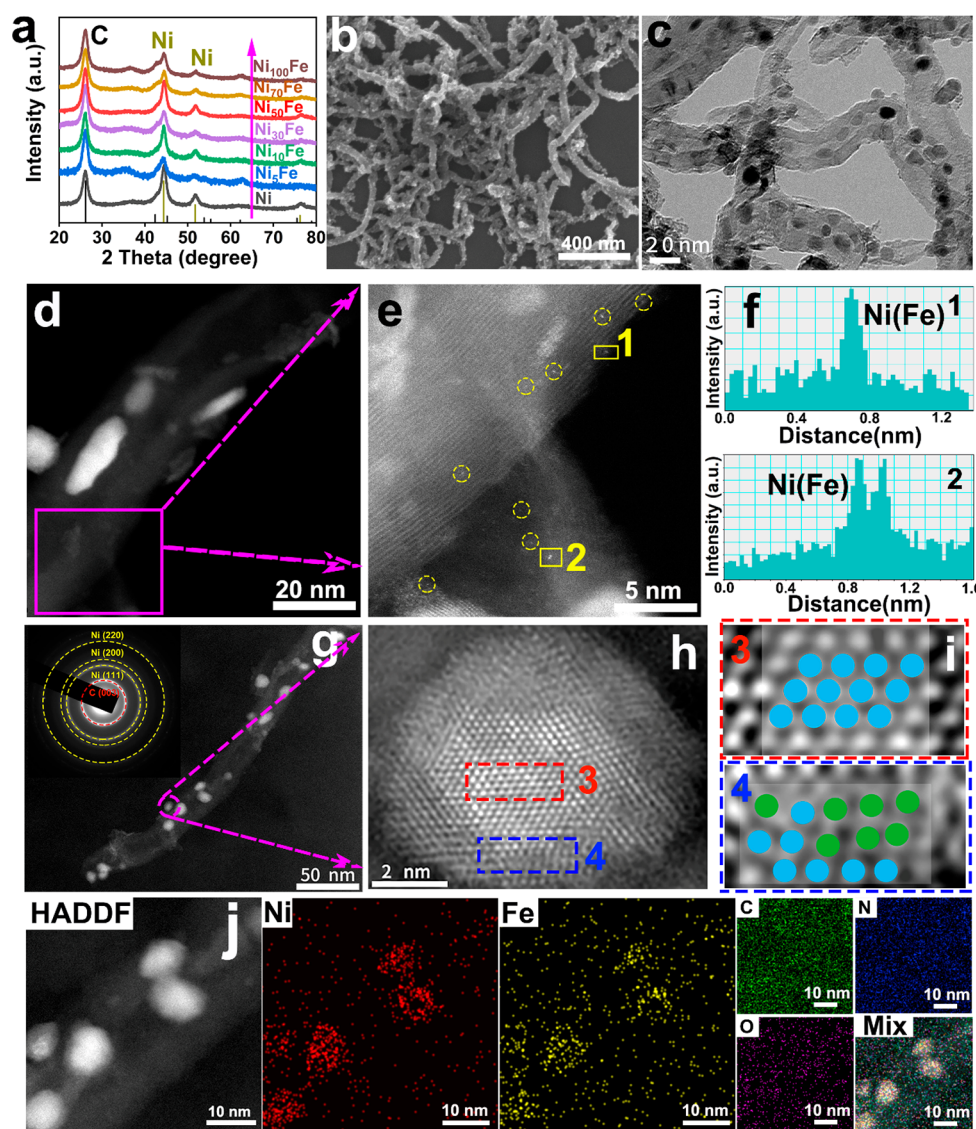 a
Intensity (a.u.)
C
Ni
Ni
Ni100Fe
Ni70Fe
Ni50Fe
Ni30Fe
Ni10Fe
Ni5Fe
Ni
20 30 40 50 60 70 80
2 Theta (degree)
b
400 nm
c
20 nm
d
20 nm
e
1
2
5 nm
f
Intensity (a.u.)
Ni(Fe)
1
0.0 0.4 0.8 1.2
Distance(nm)
Intensity (a.u.)
Ni(Fe)
2
0.0 0.4 0.8 1.2 1.6
Distance(nm)
g
Ni (220)
Ni (200)
Ni (111)
50 nm
h
3
4
2 nm
i
3
4
HADDF
j
10 nm
Ni
10 nm
Fe
10 nm
C
10 nm
N
10 nm
O
10 nm
Mix
10 nm